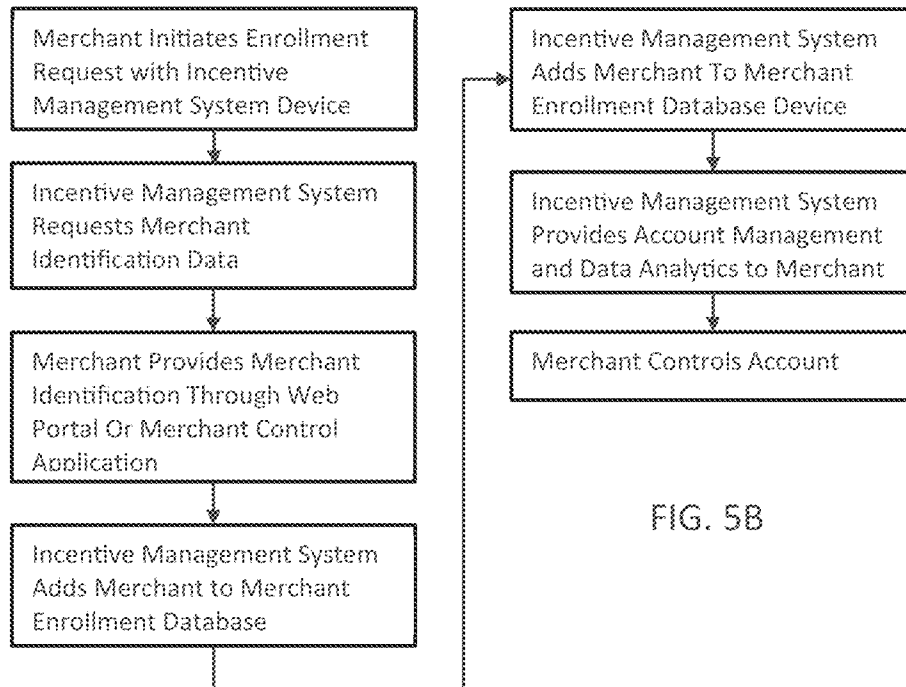 Merchant Initiates Enrollment
Request with Incentive
Management System Device
Incentive Management System
Requests Merchant
Identification Data
Merchant Provides Merchant
Identification Through Web
Portal Or Merchant Control
Application
Incentive Management System
Adds Merchant to Merchant
Enrollment Database
Incentive Management System
Adds Merchant To Merchant
Enrollment Database Device
Incentive Management System
Provides Account Management
and Data Analytics to Merchant
Merchant Controls Account
FIG. 5B